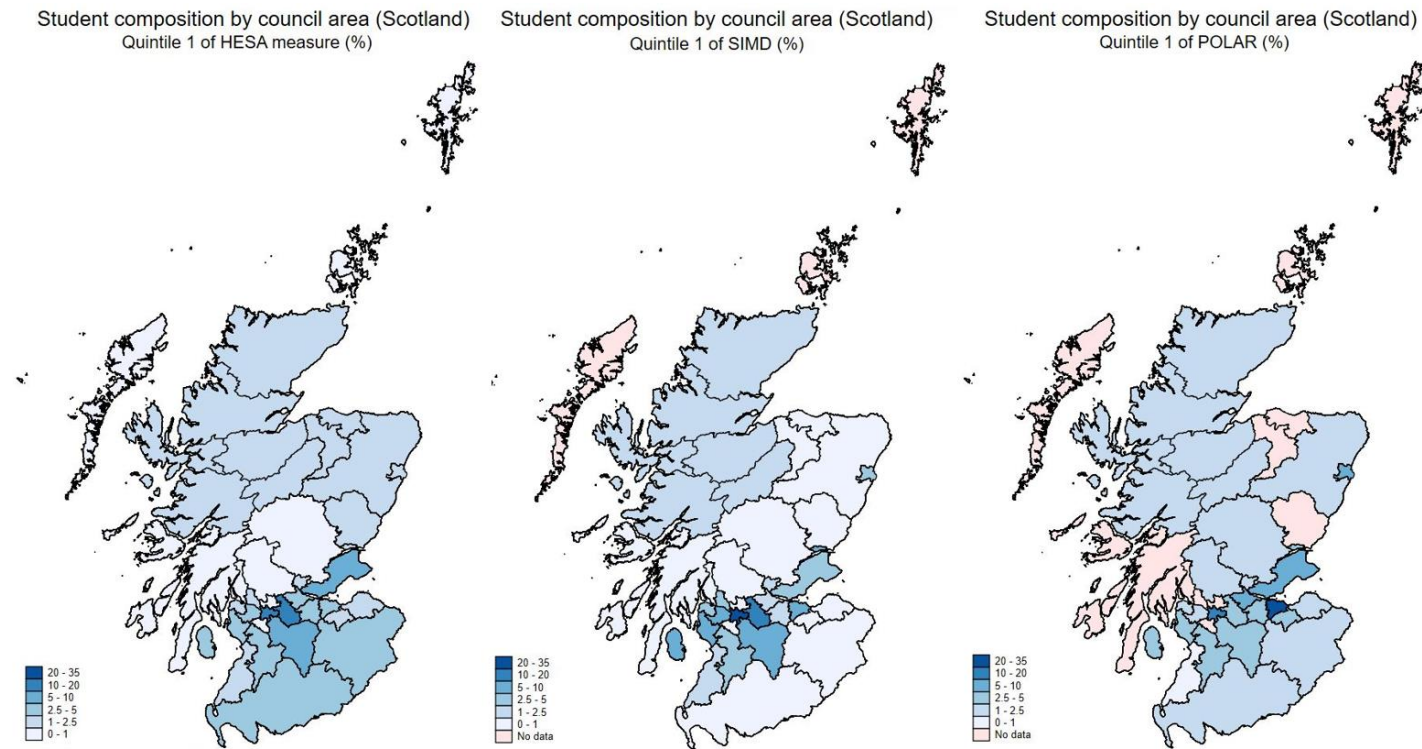 Student composition by council area (Scotland)
Quintile 1 of HESA measure (%)
20 - 35
10 - 20
5 - 10
2.5 - 5
1 - 2.5
0 - 1
Student composition by council area (Scotland)
Quintile 1 of SIMD (%)
20 - 35
10 - 20
5 - 10
2.5 - 5
1 - 2.5
0 - 1
No data
Student composition by council area (Scotland)
Quintile 1 of POLAR (%)
20 - 35
10 - 20
5 - 10
2.5 - 5
1 - 2.5
0 - 1
No data